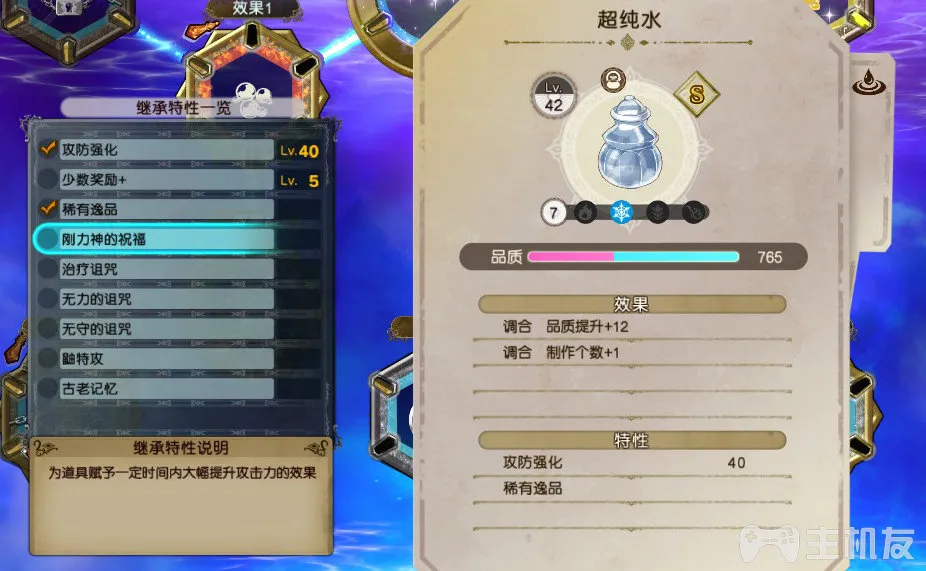 效果1
继承特性一览
攻防强化 Lv.40
少数奖励+ Lv. 5
稀有逸品
刚力神的祝福
治疗诅咒
无力的诅咒
无守的诅咒
鼬特攻
古老记忆
继承特性说明
为道具赋予一定时间内大幅提升攻击力的效果
超纯水
Lv.
42
S
7
品质 765
效果
调合 品质提升+12
调合 制作个数+1
特性
攻防强化 40
稀有逸品
主机友